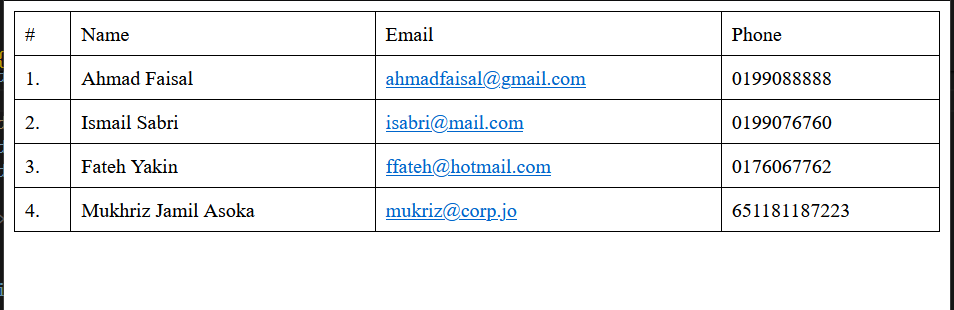 # Name Email Phone
1. Ahmad Faisal ahmadfaisal@gmail.com 0199088888
2. Ismail Sabri isabri@mail.com 0199076760
3. Fateh Yakin ffateh@hotmail.com 0176067762
4. Mukhriz Jamil Asoka mukriz@corp.jo 651181187223